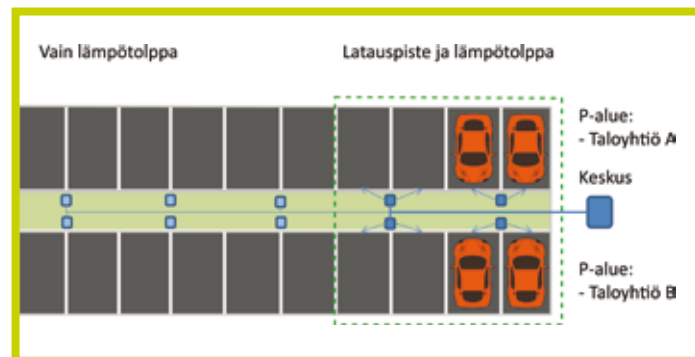 Vain lämpötolppa
Latauspiste ja lämpötolppa
P-alue:
- Taloyhtiö A
Keskus
P-alue:
- Taloyhtiö B